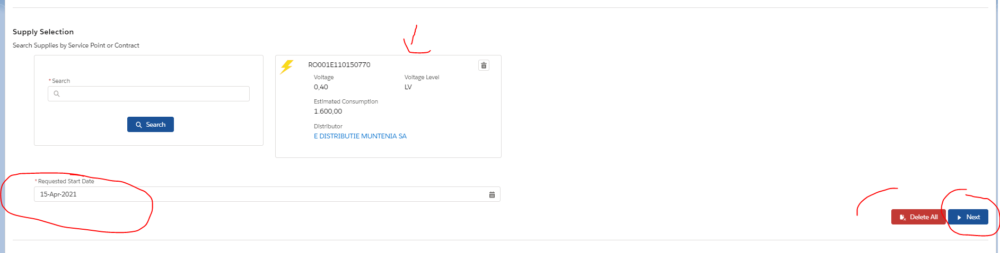 Supply Selection
Search Supplies by Service Point or Contract
* Search
Search
RO001E110150770
Voltage
0,40
Voltage Level
LV
Estimated Consumption
1.600,00
Distributor
E DISTRIBUTIE MUNTENIA SA
* Requested Start Date
15-Apr-2021
Delete All
Next